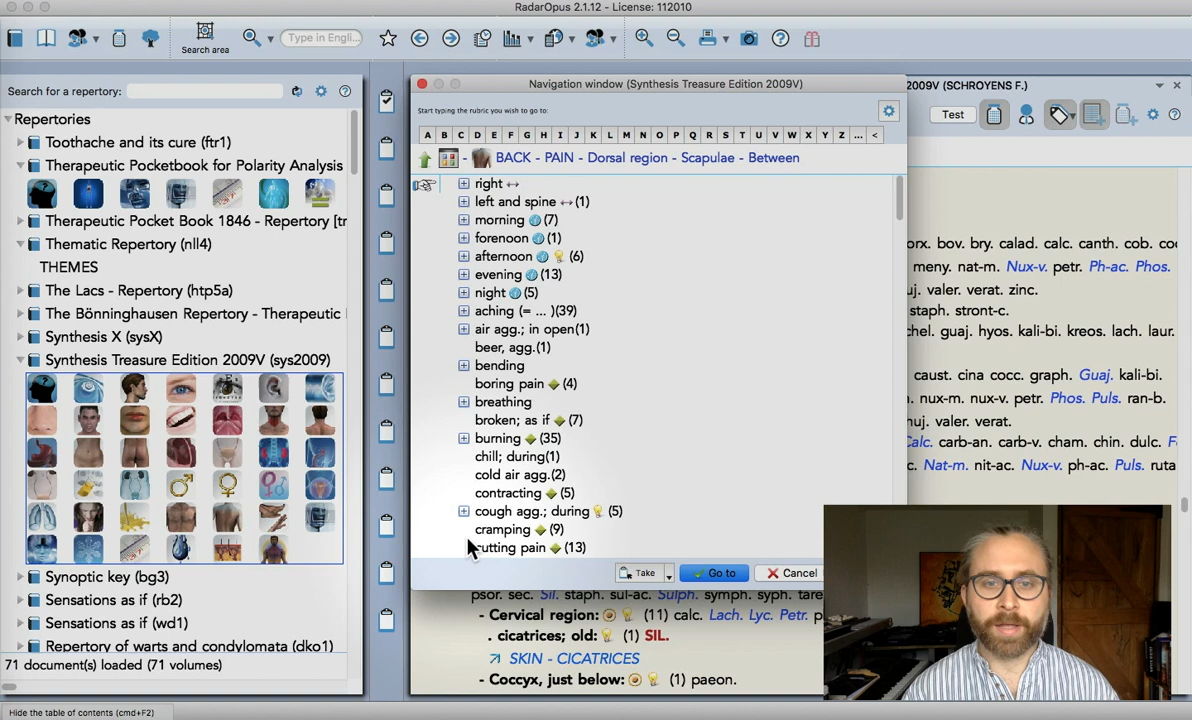 RadarOpus 2.1.12 - License: 112010
Search area
Type in Engli...
Search for a repertory:
Repertories
Toothache and its cure (ftr1)
Therapeutic Pocketbook for Polarity Analysis
Therapeutic Pocket Book 1846 - Repertory [tr
Thematic Repertory (nll4)
THEMES
The Lacs - Repertory (htp5a)
The Bönninghausen Repertory - Therapeutic I
Synthesis X (sysX)
Synthesis Treasure Edition 2009V (sys2009)
Synoptic key (bg3)
Sensations as if (rb2)
Sensations as if (wd1)
Repertory of warts and condylomata (dko1)
71 document(s) loaded (71 volumes)
Hide the table of contents (cmd+F2)
Navigation window (Synthesis Treasure Edition 2009V)
Start typing the rubric you wish to go to:
A B C D E F G H I J K L M N O P Q R S T U V W X Y Z ... <
- BACK - PAIN - Dorsal region - Scapulae - Between
right ↔
left and spine ↔ (1)
morning (7)
forenoon (1)
afternoon (6)
evening (13)
night (5)
aching (= ... )(39)
air agg.; in open(1)
beer, agg.(1)
bending
boring pain (4)
breathing
broken; as if (7)
burning (35)
chill; during(1)
cold air agg.(2)
contracting (5)
cough agg.; during (5)
cramping (9)
cutting pain (13)
Take
Go to
Cancel
2009V (SCHROYENS F.)
Test
orx. bov. bry. calad. calc. canth. cob. coc
meny. nat-m. Nux-v. petr. Ph-ac. Phos.
uj. valer. verat. zinc.
staph. stront-c.
chel. guaj. hyos. kali-bi. kreos. lach. laur.
caust. cina cocc. graph. Guaj. kali-bi.
. nux-m. nux-v. petr. Phos. Puls. ran-b.
uj. valer. verat.
Calc. carb-an. carb-v. cham. chin. dulc. F
c. Nat-m. nit-ac. Nux-v. ph-ac. Puls. ruta
psor. sec. Sil. staph. sul-ac. Sulph. symph. syph. tare
- Cervical region: (11) calc. Lach. Lyc. Petr. p
. cicatrices; old: (1) SIL.
SKIN - CICATRICES
- Coccyx, just below: (1) paeon.